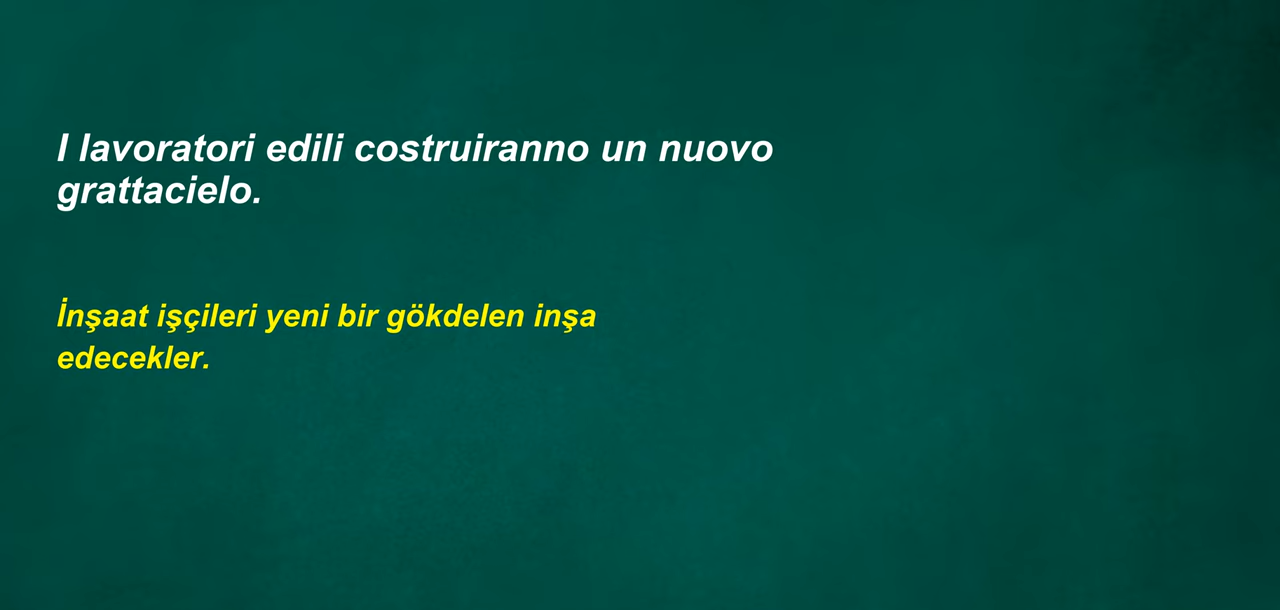 I lavoratori edili costruiranno un nuovo
grattacielo.
İnşaat işçileri yeni bir gökdelen inşa
edecekler.